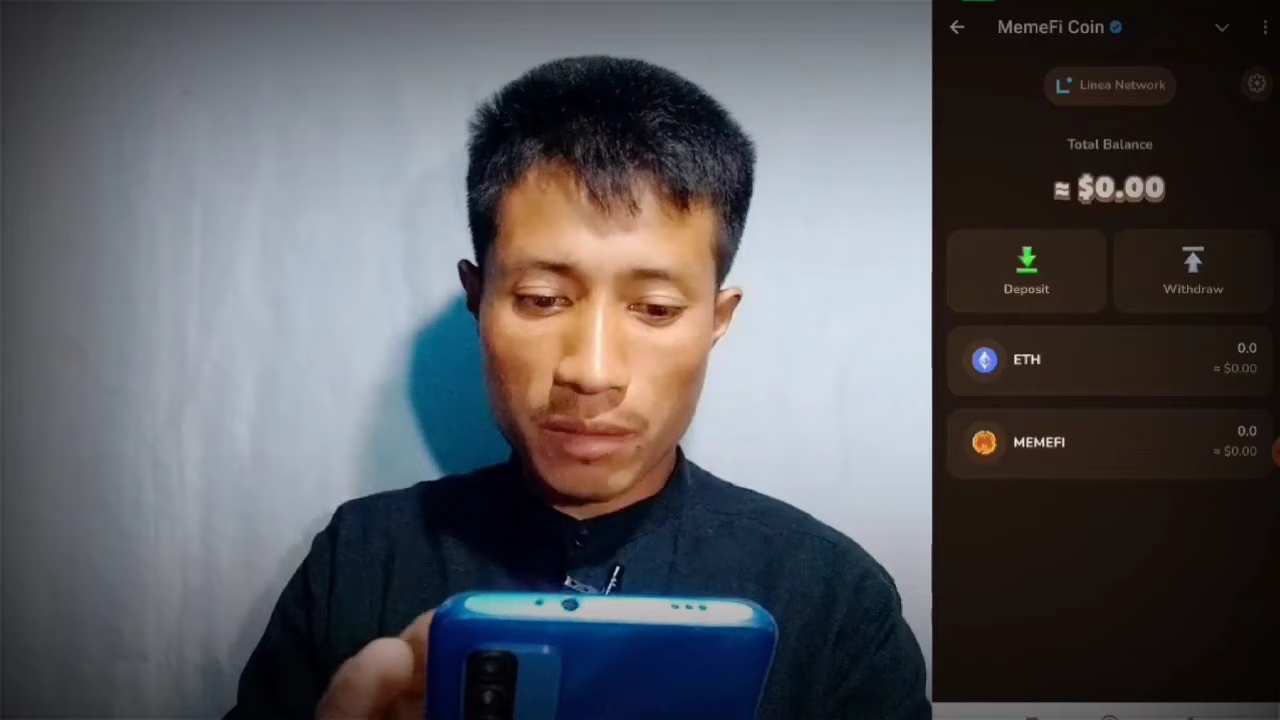 MemeFi Coin
Linea Network
Total Balance
≈ $0.00
Deposit
Withdraw
ETH
0.0
≈ $0.00
MEMEFI
0.0
≈ $0.00